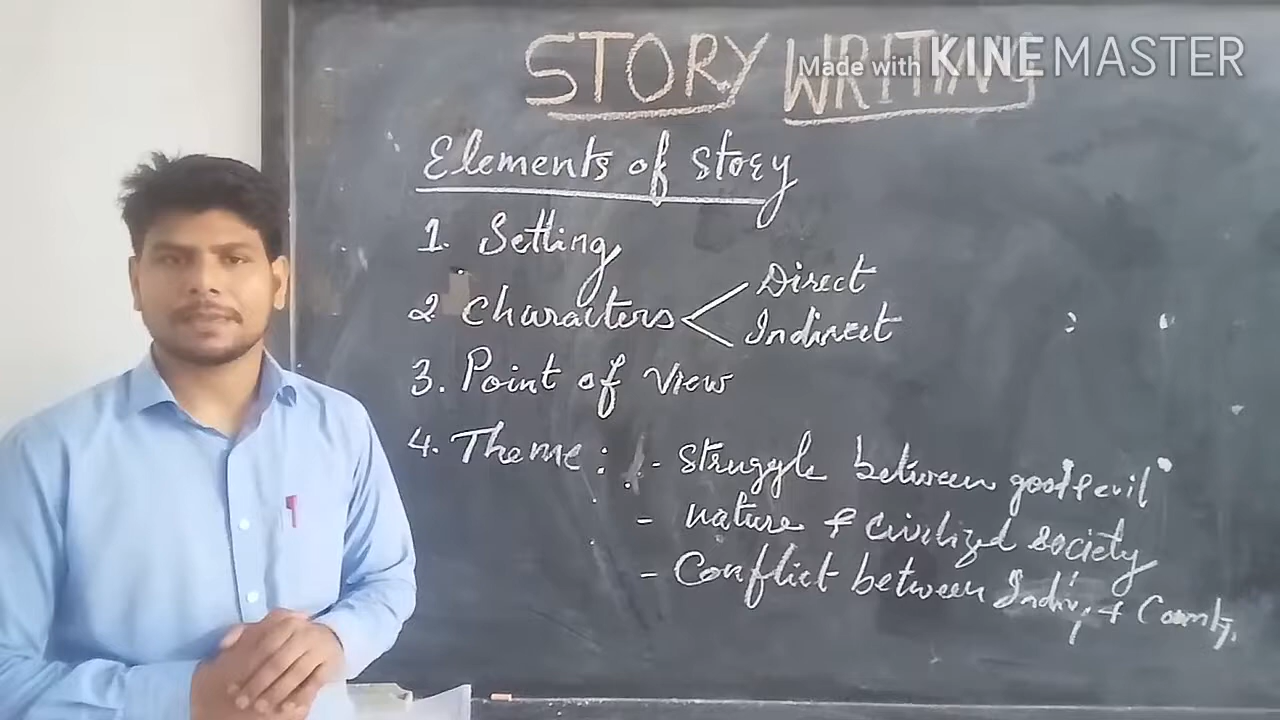 STORY WRITING
Made with KINEMASTER
Elements of Story
1. Setting
2 Characters < Direct
Indirect
3. Point of View
4. Theme : - struggle between good & evil
- nature & civilized society
- Conflict between Indiv, &